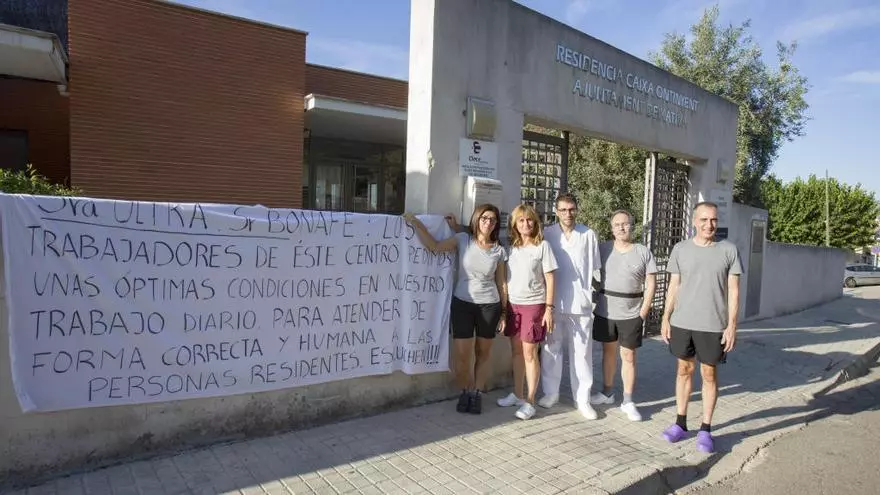 RESIDENCIA CAIXA ONTINYENT
AJUNTAMENT DE XÀTIVA
Clece
Sra ULTRA Sr BONAFE: LOS
TRABAJADORES DE ÉSTE CENTRO PEDIMOS
UNAS ÓPTIMAS CONDICIONES EN NUESTRO
TRABAJO DIARIO. PARA ATENDER DE
FORMA CORRECTA Y HUMANA A LAS
PERSONAS RESIDENTES. ESCUCHEN!!!